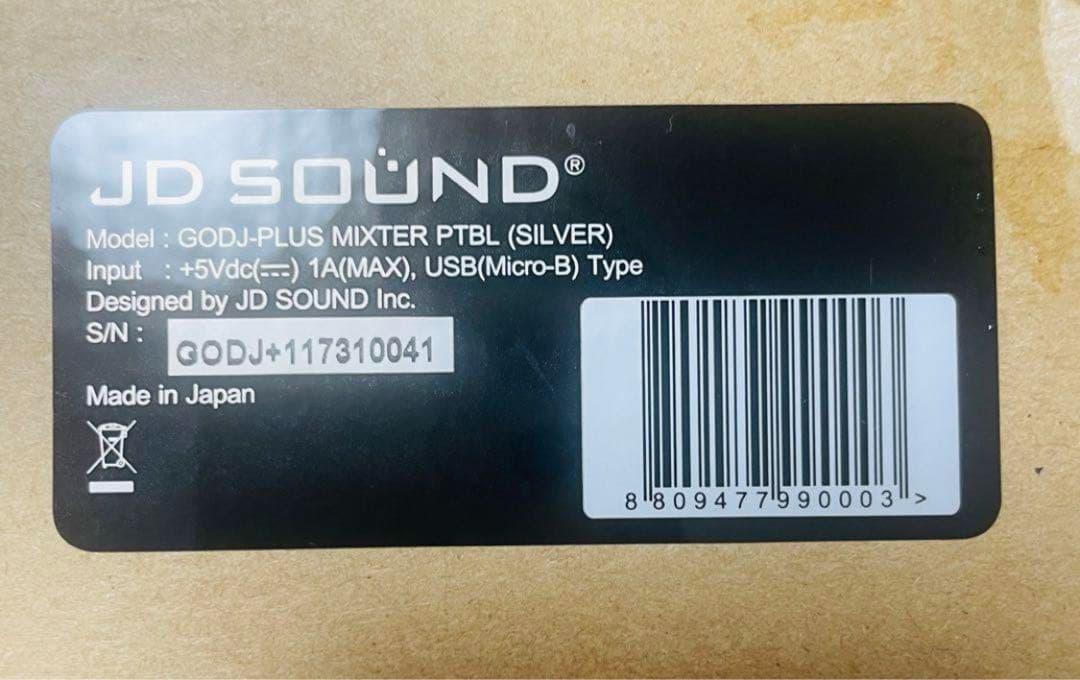 JD SOUND®
Model : GODJ-PLUS MIXTER PTBL (SILVER)
Input : +5Vdc(⎓) 1A(MAX), USB(Micro-B) Type
Designed by JD SOUND Inc.
S/N : GODJ+117310041
Made in Japan
8 809477 990003 >